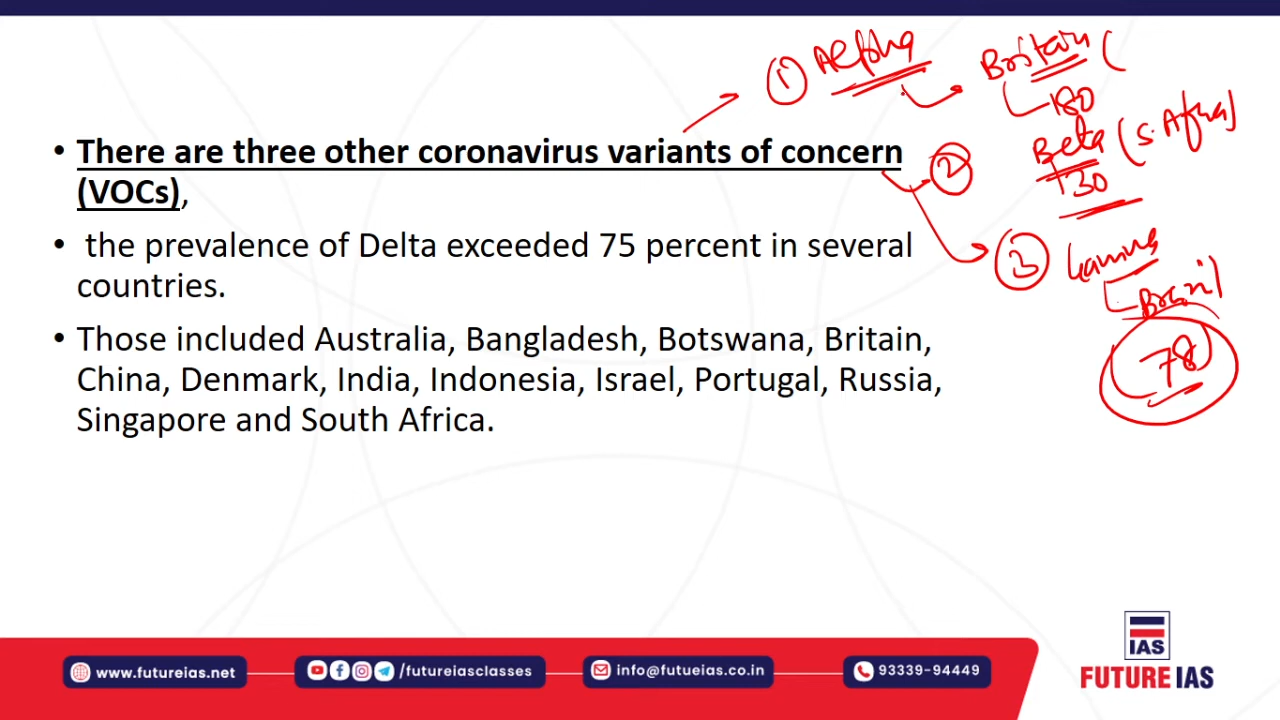 ① Alpha
Britain (
180
• There are three other coronavirus variants of concern
(VOCs),
②
Beta (S. Africa)
130
• the prevalence of Delta exceeded 75 percent in several
countries.
③ Gamma
Brazil
78
• Those included Australia, Bangladesh, Botswana, Britain,
China, Denmark, India, Indonesia, Israel, Portugal, Russia,
Singapore and South Africa.
www.futureias.net
/futureiasclasses
info@futueias.co.in
93339-94449
IAS
FUTURE IAS